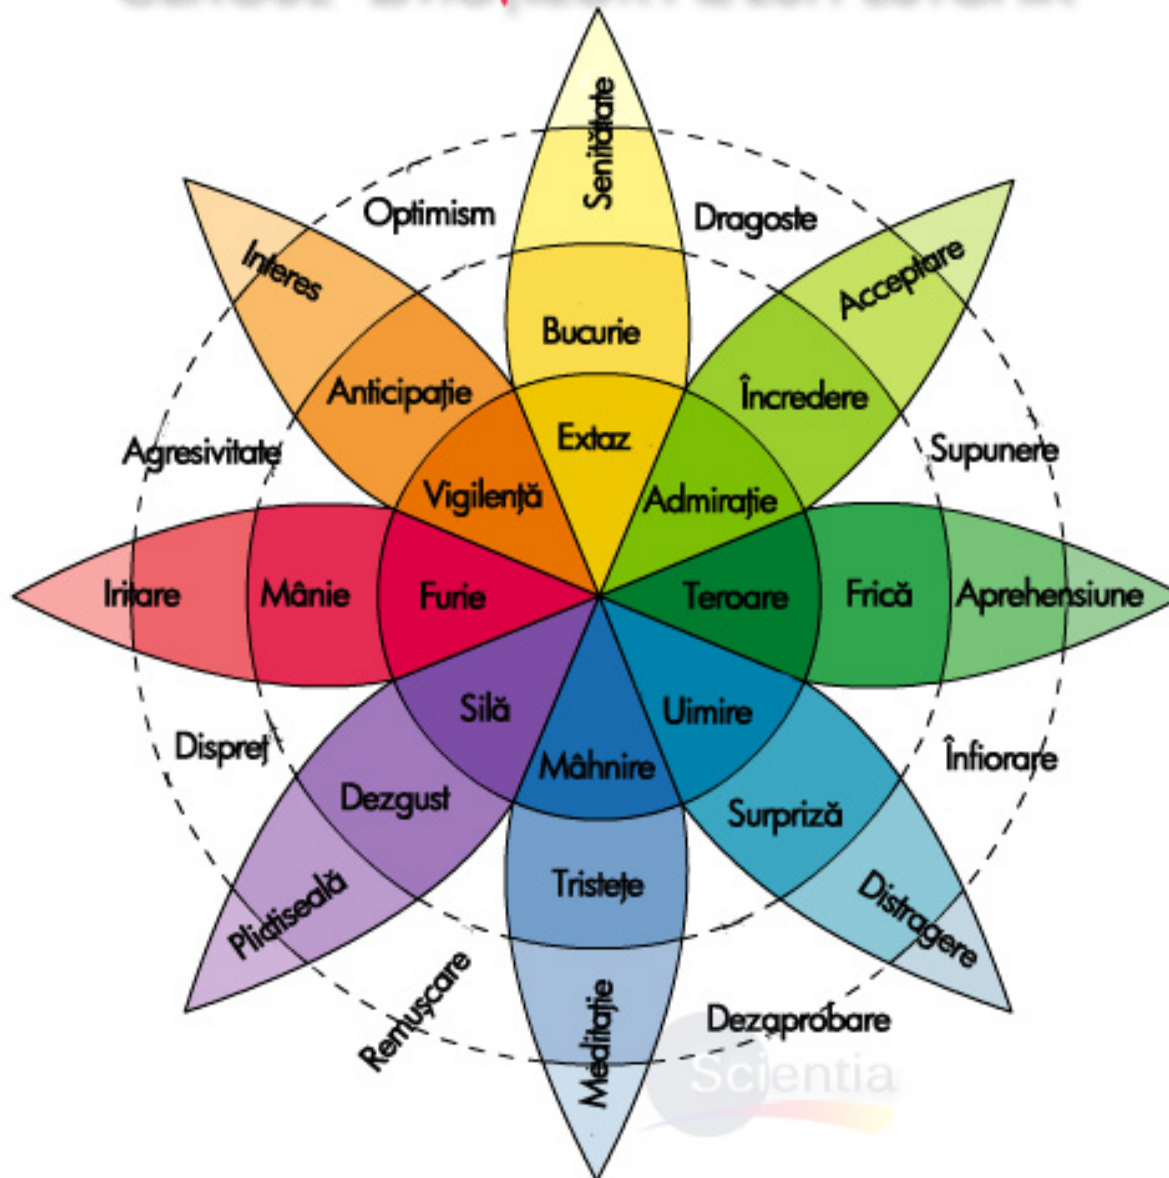 Senitătate
Optimism
Dragoste
Interes
Acceptare
Bucurie
Anticipație
Încredere
Extaz
Agresivitate
Supunere
Vigilență
Admirație
Iritare
Mânie
Furie
Teroare
Frică
Aprehensiune
Silă
Uimire
Dispreț
Mâhnire
Înfiorare
Dezgust
Surpriză
Tristețe
Plictiseală
Distragere
Remușcare
Meditație
Dezaprobare
Scientia